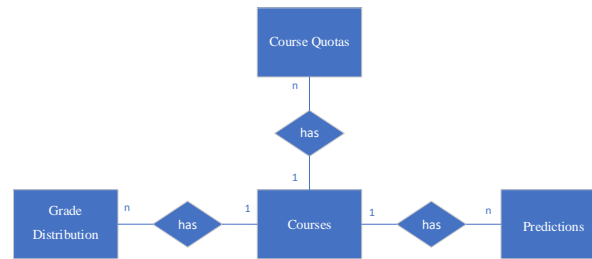 Course Quotas
n
has
1
Grade
Distribution
n
has
1
Courses
1
has
n
Predictions